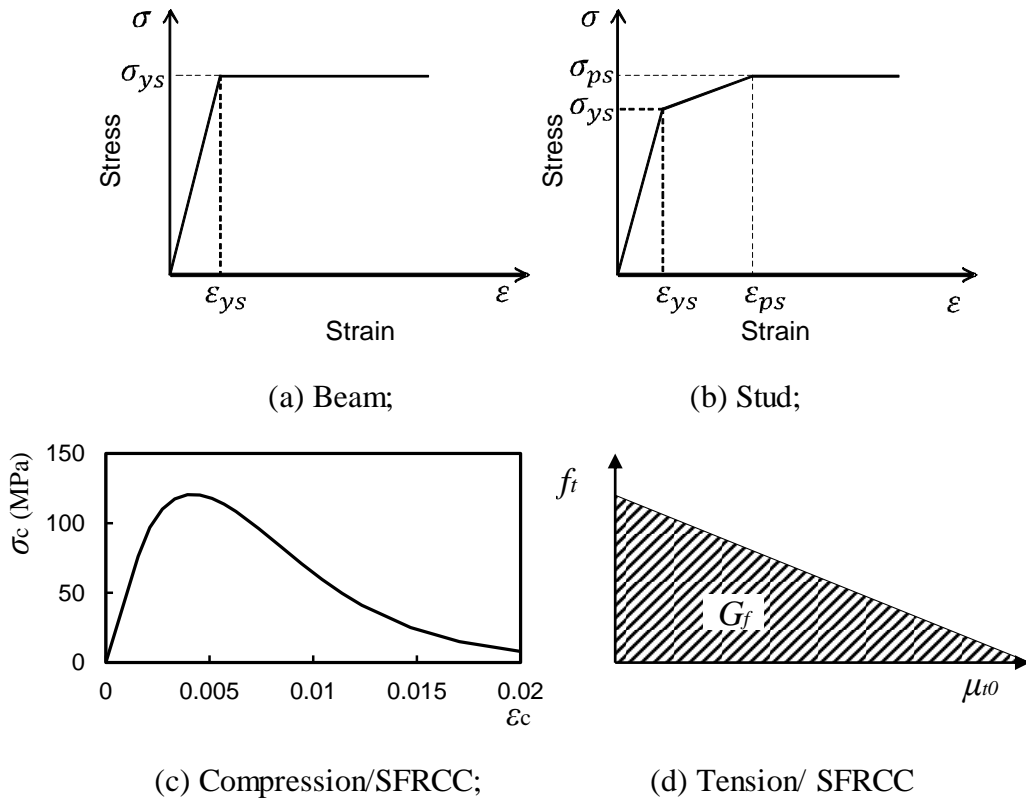 σ
σ
σys
σps
σys
Stress
Stress
εys
ε
εys
εps
ε
Strain
Strain
(a) Beam;
(b) Stud;
150
100
50
0
σc (MPa)
0
0.005
0.01
0.015
0.02
εc
ft
Gf
μt0
(c) Compression/SFRCC;
(d) Tension/ SFRCC